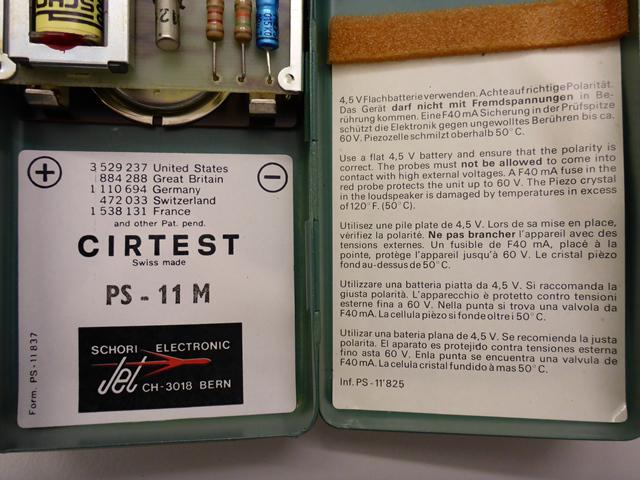 3 529 237 United States
884 288 Great Britain
1 110 694 Germany
472 033 Switzerland
1 538 131 France
and other Pat. pend.
CIRTEST
Swiss made
PS - 11 M
SCHORI ELECTRONIC
Jet
CH-3018 BERN
Form. PS-11 837
4,5 V Flachbatterie verwenden. Achte auf richtige Polarität.
Das Gerät darf nicht mit Fremdspannungen in Be-
rührung kommen. Eine F40 mA Sicherung in der Prüfspitze
schützt die Elektronik gegen ungewolltes Berühren bis ca.
60 V. Piezozelle schmilzt oberhalb 50° C.
Use a flat 4,5 V battery and ensure that the polarity is
correct. The probes must not be allowed to come into
contact with high external voltages. A F40 mA fuse in the
red probe protects the unit up to 60 V. The Piezo crystal
in the loudspeaker is damaged by temperatures in excess
of 120° F. (50° C).
Utilisez une pile plate de 4,5 V. Lors de sa mise en place,
vérifiez la polarité. Ne pas brancher l'appareil avec des
tensions externes. Un fusible de F40 mA, placé à la
pointe, protège l'appareil jusqu'à 60 V. Le cristal pièzo
fond au-dessus de 50° C.
Utilizzare una batteria piatta da 4,5 V. Si raccomanda la
giusta polarità. L'apparecchio è protetto contro tensioni
esterne fina a 60 V. Nella punta si trova una valvola da
F40 mA. La cellula pièzo si fonde oltre i 50° C.
Utilizar una bateria plana de 4,5 V. Se recomienda la justa
polarita. El aparato es protejido contra tensiones esterna
fino asta 60 V. Enla punta se encuentra una valvula de
F40 mA. La celula cristal fundido à mas 50° C.
Inf. PS -11'825